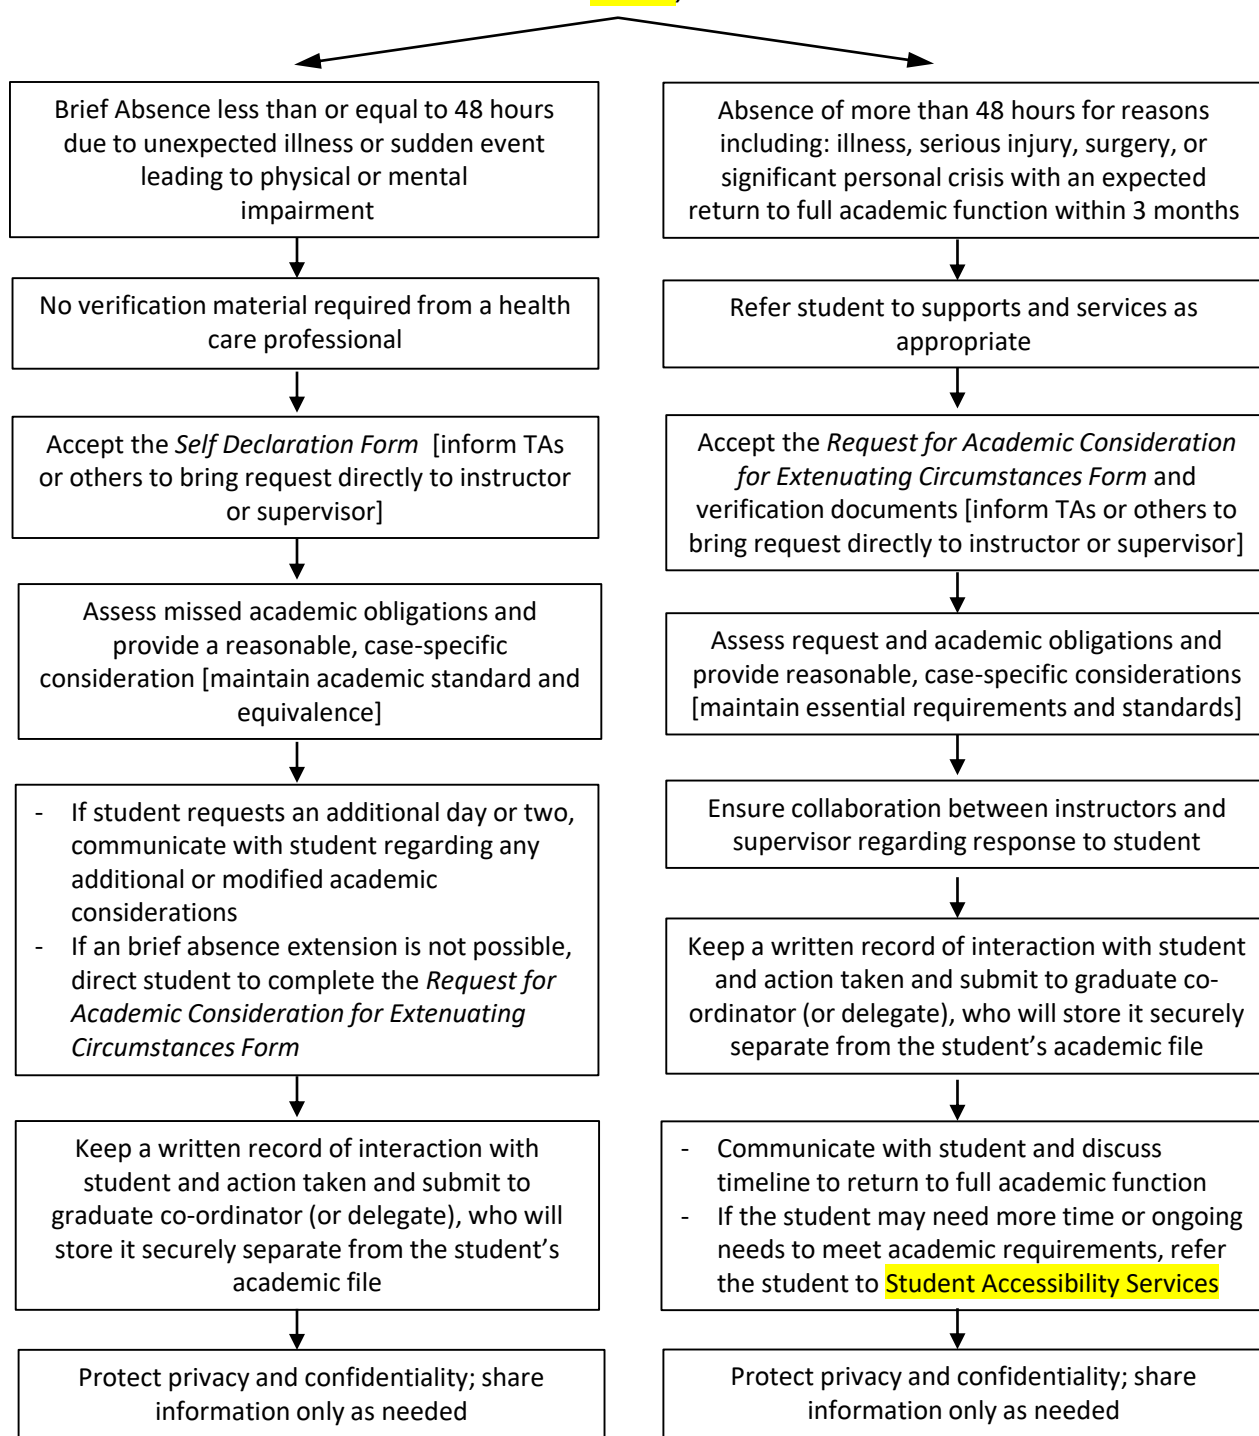 Brief Absence less than or equal to 48 hours
due to unexpected illness or sudden event
leading to physical or mental
impairment
No verification material required from a health
care professional
Accept the Self Declaration Form [inform TAs
or others to bring request directly to instructor
or supervisor]
Assess missed academic obligations and
provide a reasonable, case-specific
consideration [maintain academic standard and
equivalence]
- If student requests an additional day or two,
communicate with student regarding any
additional or modified academic
considerations
- If an brief absence extension is not possible,
direct student to complete the Request for
Academic Consideration for Extenuating
Circumstances Form
Keep a written record of interaction with
student and action taken and submit to
graduate co-ordinator (or delegate), who will
store it securely separate from the student’s
academic file
Protect privacy and confidentiality; share
information only as needed
Absence of more than 48 hours for reasons
including: illness, serious injury, surgery, or
significant personal crisis with an expected
return to full academic function within 3 months
Refer student to supports and services as
appropriate
Accept the Request for Academic Consideration
for Extenuating Circumstances Form and
verification documents [inform TAs or others to
bring request directly to instructor or supervisor]
Assess request and academic obligations and
provide reasonable, case-specific considerations
[maintain essential requirements and standards]
Ensure collaboration between instructors and
supervisor regarding response to student
Keep a written record of interaction with student
and action taken and submit to graduate co-
ordinator (or delegate), who will store it securely
separate from the student’s academic file
- Communicate with student and discuss
timeline to return to full academic function
- If the student may need more time or ongoing
needs to meet academic requirements, refer
the student to Student Accessibility Services
Protect privacy and confidentiality; share
information only as needed